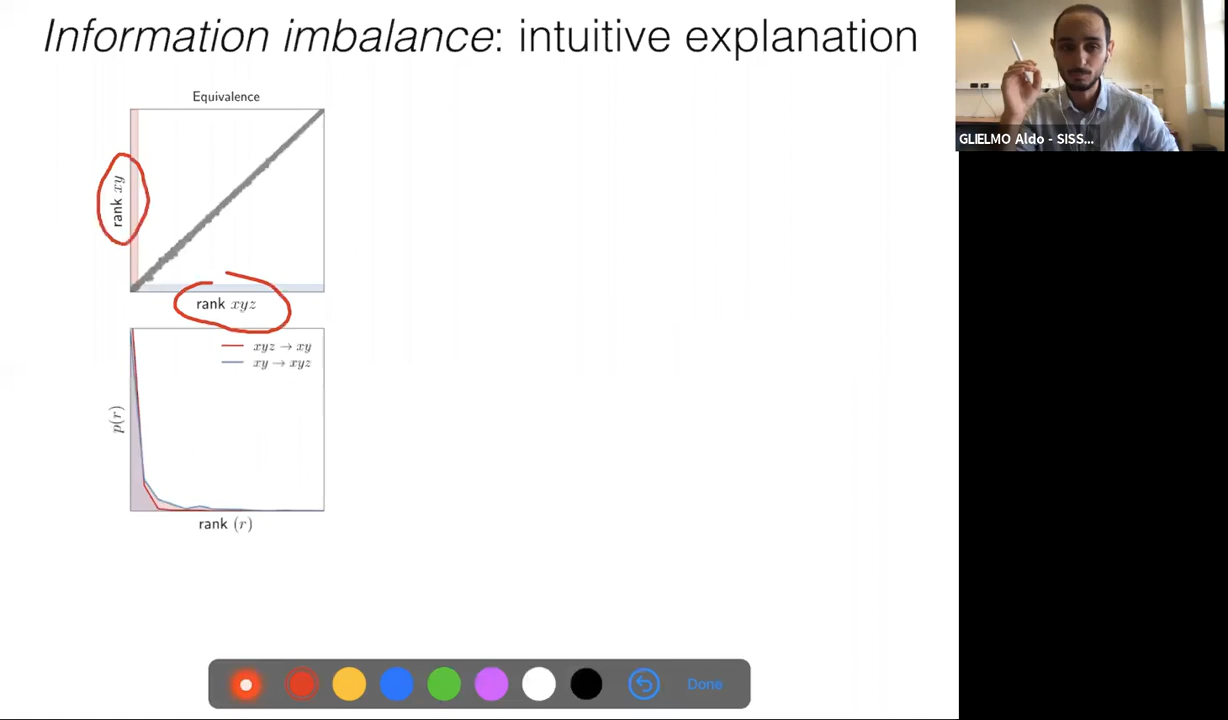 Information imbalance: intuitive explanation
Equivalence
rank xy
rank xyz
xyz → xy
xy → xyz
p(r)
rank (r)
GLIELMO Aldo - SISS...
Done